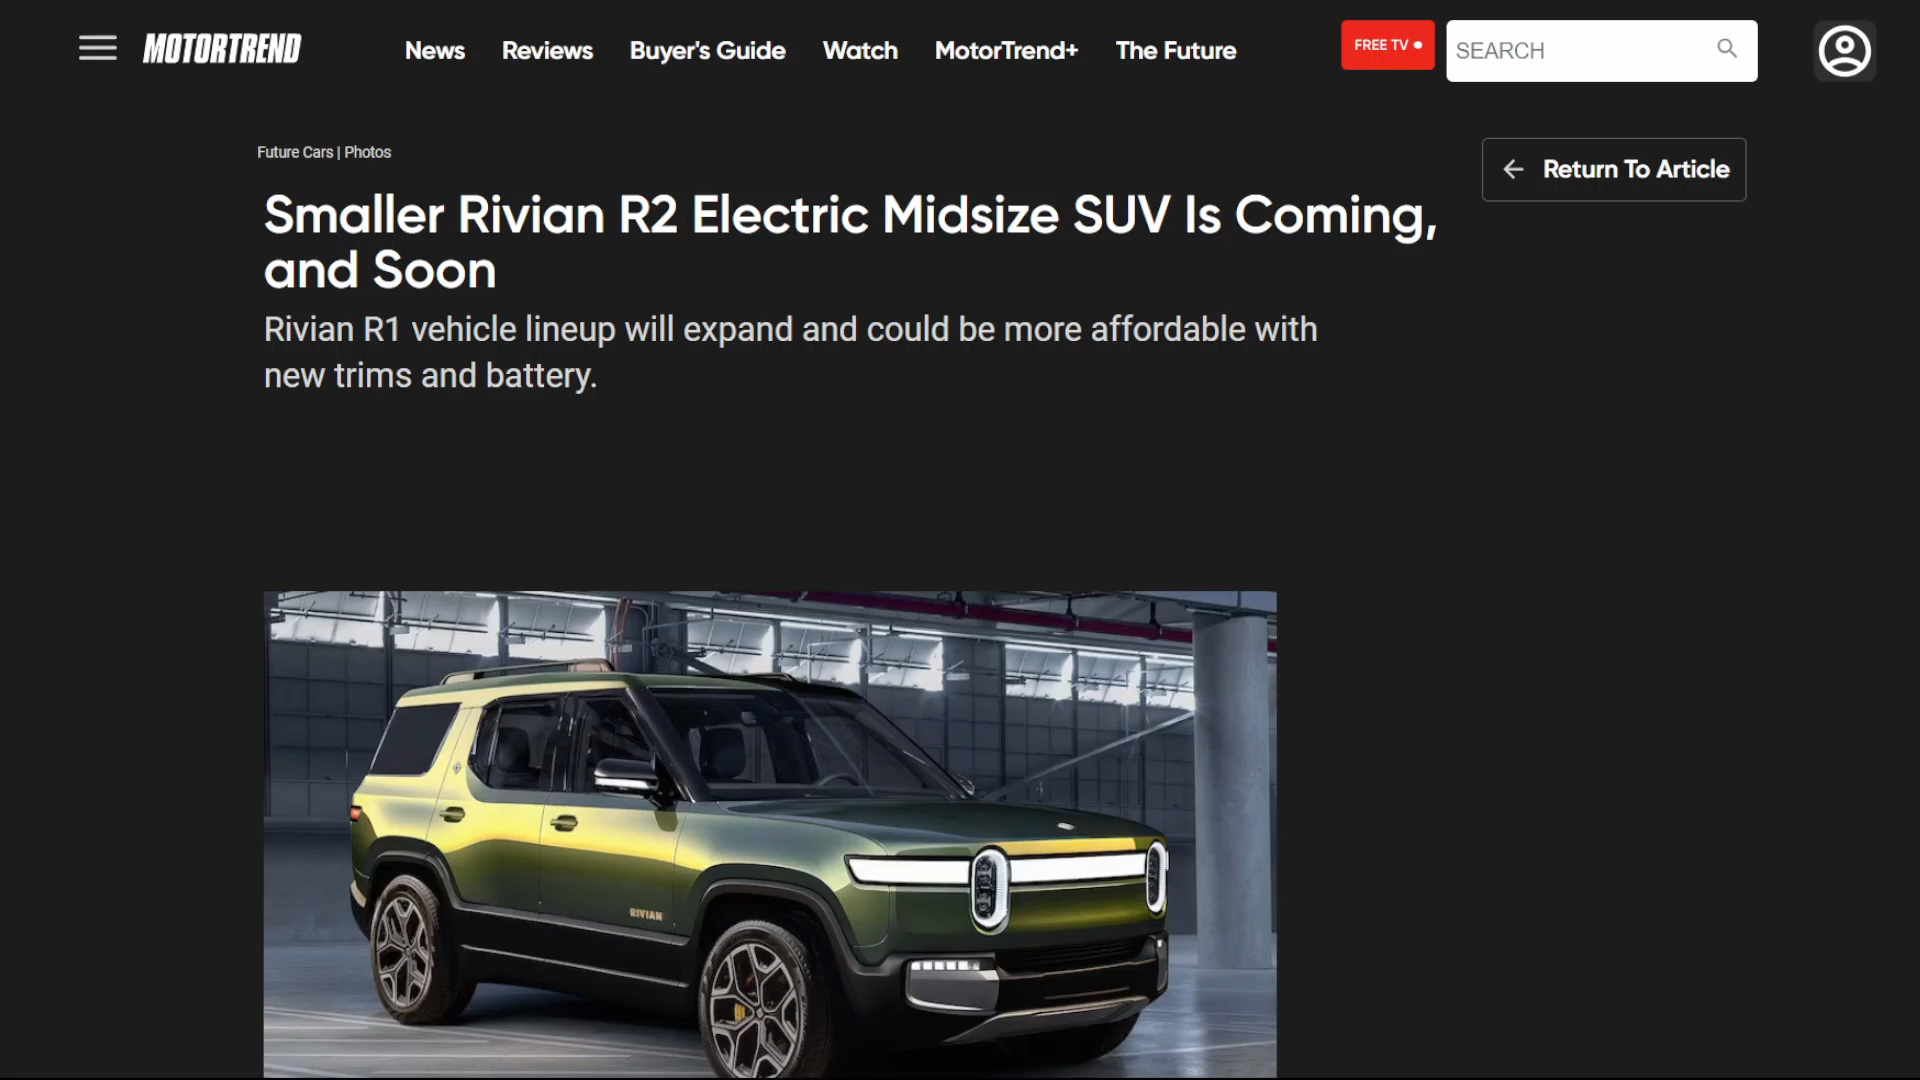 MOTORTREND
News Reviews Buyer's Guide Watch MotorTrend+ The Future
FREE TV
SEARCH
Future Cars | Photos
Return To Article
Smaller Rivian R2 Electric Midsize SUV Is Coming,
and Soon
Rivian R1 vehicle lineup will expand and could be more affordable with
new trims and battery.
RIVIAN